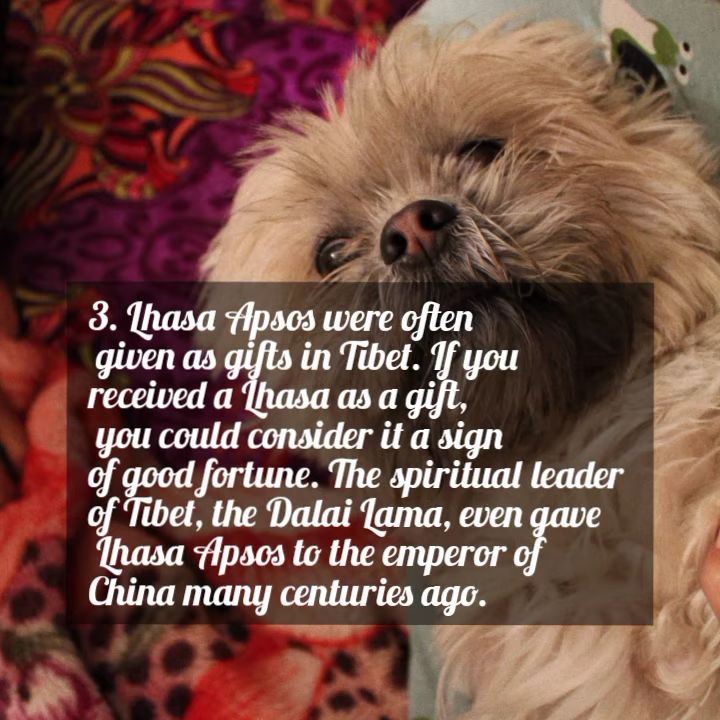 3. Lhasa Apsos were often
given as gifts in Tibet. If you
received a Lhasa as a gift,
you could consider it a sign
of good fortune. The spiritual leader
of Tibet, the Dalai Lama, even gave
Lhasa Apsos to the emperor of
China many centuries ago.